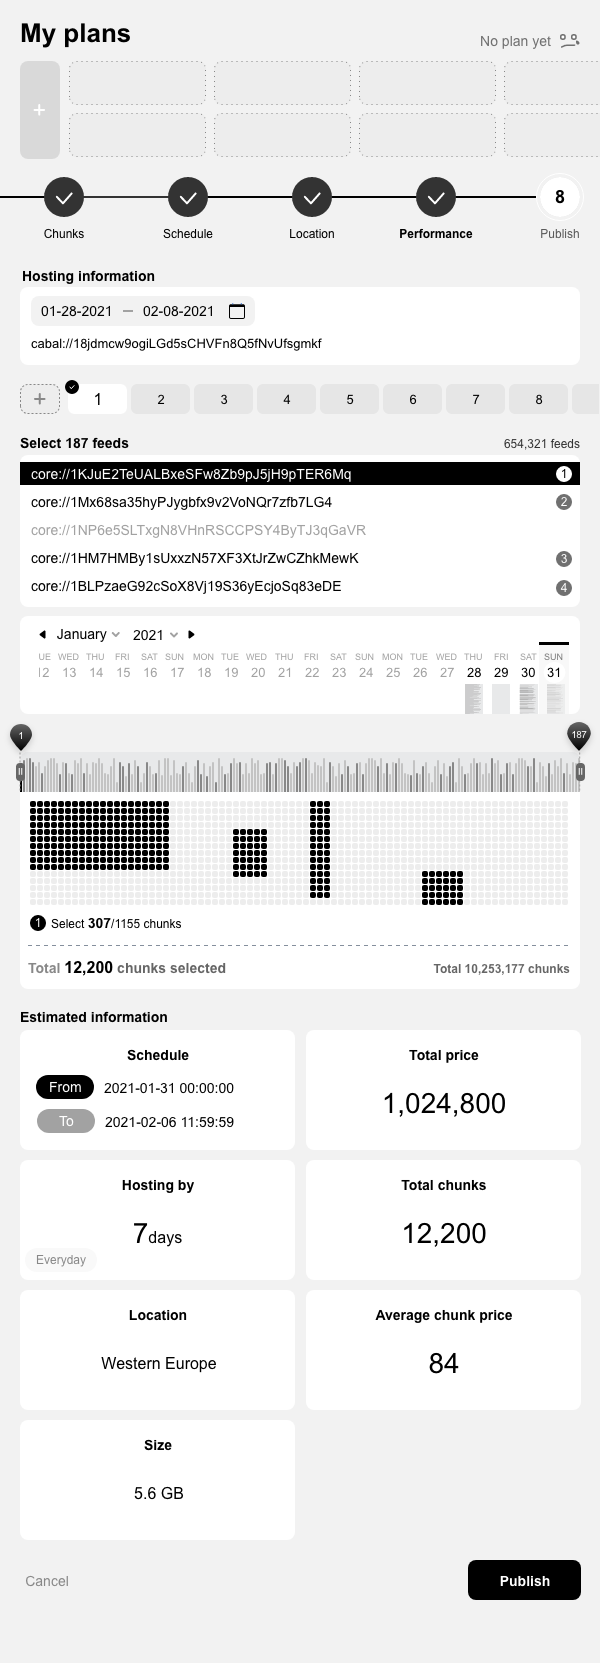 My plans
No plan yet
+
8
Chunks Schedule Location Performance Publish
Hosting information
01-28-2021 — 02-08-2021
cabal://18jdmcw9ogiLGd5sCHVFn8Q5fNvUfsgmkf
+ 1 2 3 4 5 6 7 8
Select 187 feeds 654,321 feeds
core://1KJuE2TeUALBxeSFw8Zb9pJ5jH9pTER6Mq 1
core://1Mx68sa35hyPJygbfx9v2VoNQr7zfb7LG4 2
core://1NP6e5SLTxgN8VHnRSCCPSY4ByTJ3qGaVR
core://1HM7HMBy1sUxxzN57XF3XtJrZwCZhkMewK 3
core://1BLPzaeG92cSoX8Vj19S36yEcjoSq83eDE 4
January 2021
UE WED THU FRI SAT SUN MON TUE WED THU FRI SAT SUN MON TUE WED THU FRI SAT SUN
12 13 14 15 16 17 18 19 20 21 22 23 24 25 26 27 28 29 30 31
1 187
1 Select 307/1155 chunks
Total 12,200 chunks selected Total 10,253,177 chunks
Estimated information
Schedule
From 2021-01-31 00:00:00
To 2021-02-06 11:59:59
Total price
1,024,800
Hosting by
7days
Everyday
Total chunks
12,200
Location
Western Europe
Average chunk price
84
Size
5.6 GB
Cancel Publish